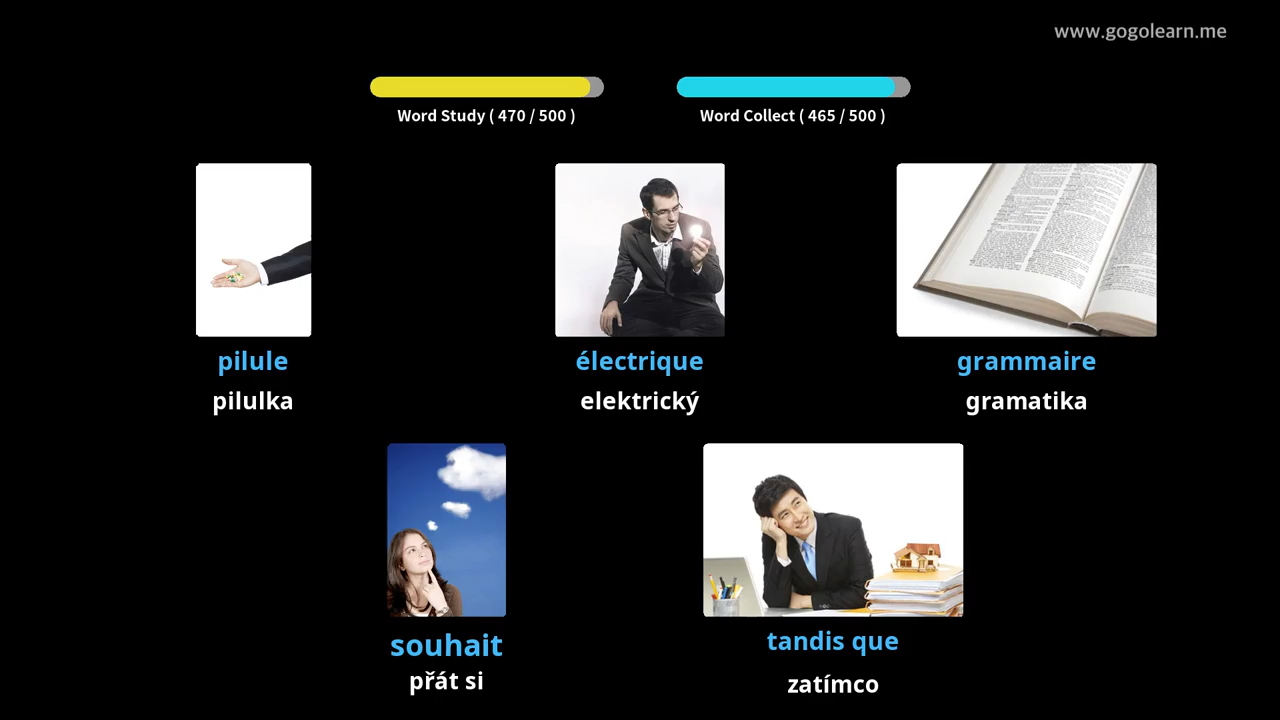 www.gogolearn.me
Word Study ( 470 / 500 )
Word Collect ( 465 / 500 )
pilule
pilulka
électrique
elektrický
grammaire
gramatika
souhait
přát si
tandis que
zatímco